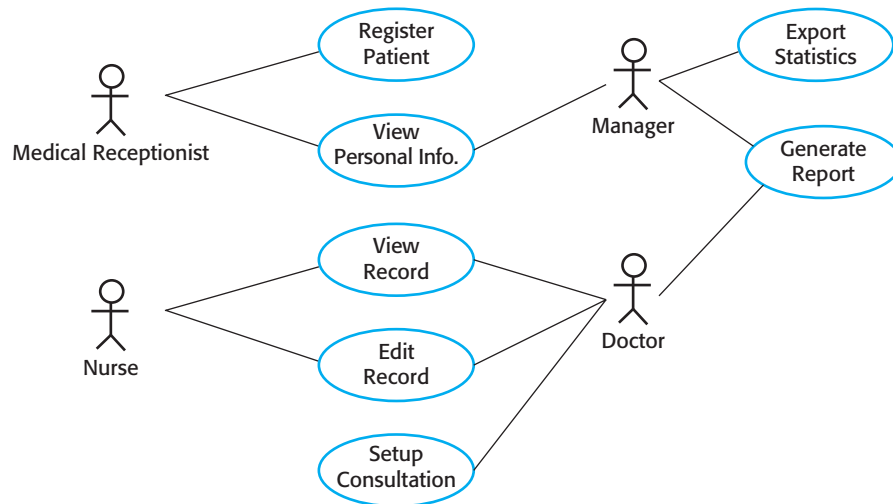 Register
Patient
Export
Statistics
Medical Receptionist
View
Personal Info.
Manager
Generate
Report
View
Record
Nurse
Edit
Record
Doctor
Setup
Consultation